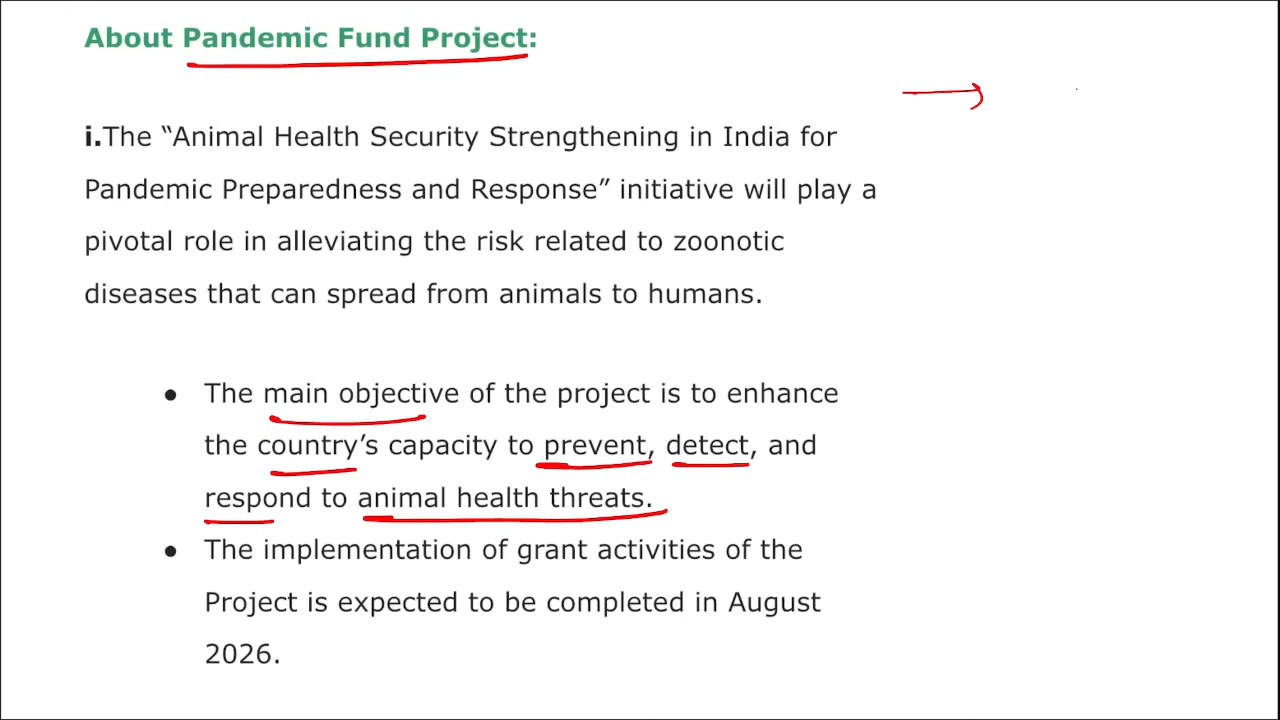 About Pandemic Fund Project:
i.The “Animal Health Security Strengthening in India for
Pandemic Preparedness and Response” initiative will play a
pivotal role in alleviating the risk related to zoonotic
diseases that can spread from animals to humans.
● The main objective of the project is to enhance
the country’s capacity to prevent, detect, and
respond to animal health threats.
● The implementation of grant activities of the
Project is expected to be completed in August
2026.